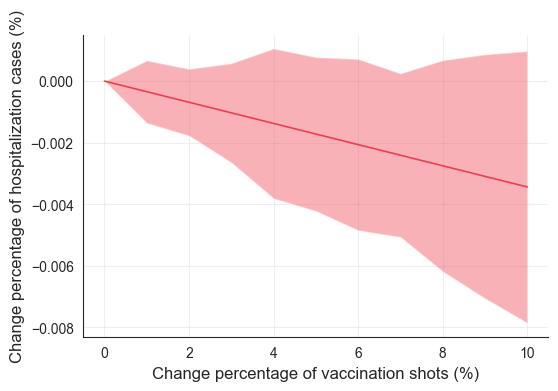 Change percentage of hospitalization cases (%)
0.000
−0.002
−0.004
−0.006
−0.008
0 2 4 6 8 10
Change percentage of vaccination shots (%)